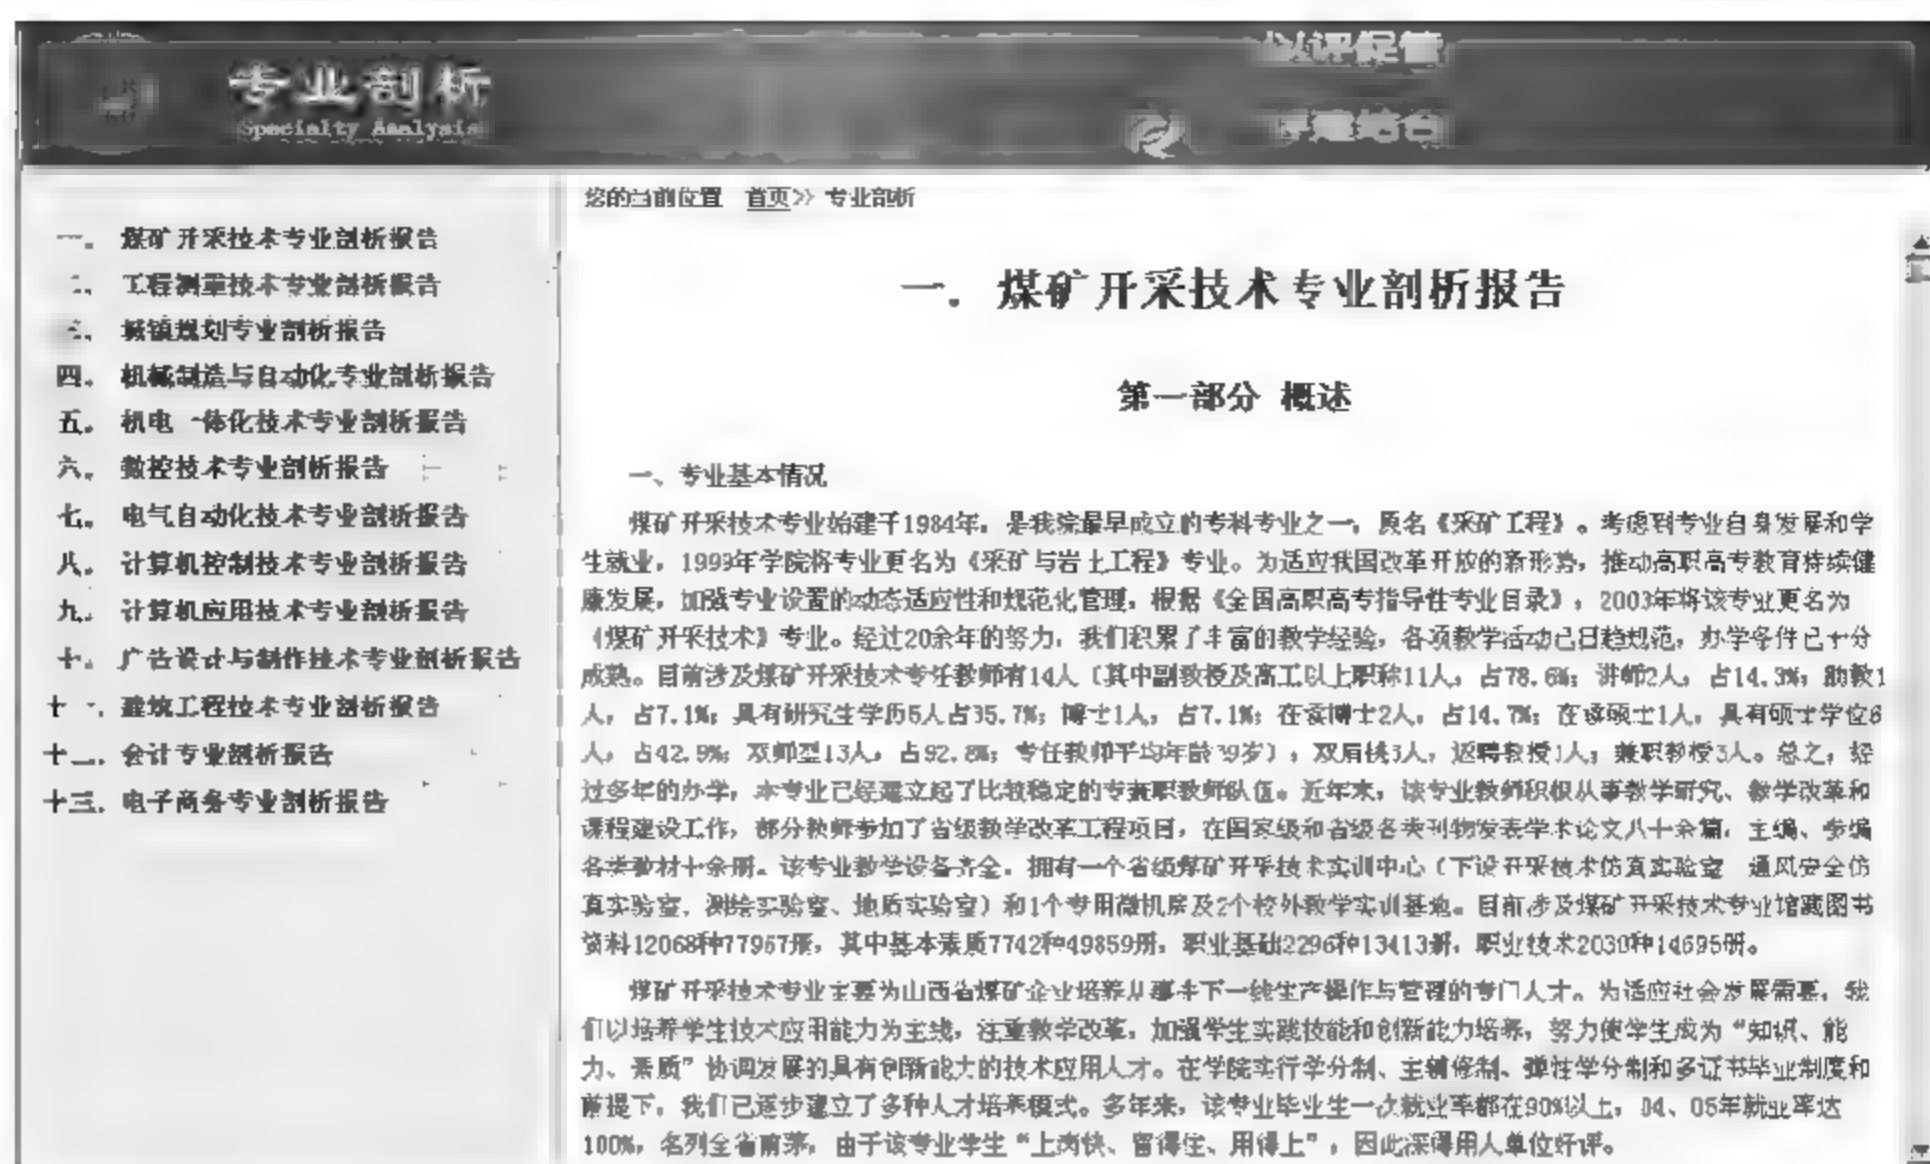 专业剖析
Specialty Analysis
以评促管
您的当前位置 首页>> 专业剖析
一. 煤矿开采技术专业剖析报告
二. 工程测量技术专业剖析报告
三. 城镇规划专业剖析报告
四. 机械制造与自动化专业剖析报告
五. 机电一体化技术专业剖析报告
六. 数控技术专业剖析报告
七. 电气自动化技术专业剖析报告
八. 计算机控制技术专业剖析报告
九. 计算机应用技术专业剖析报告
十. 广告设计与制作技术专业剖析报告
十一. 建筑工程技术专业剖析报告
十二. 会计专业剖析报告
十三. 电子商务专业剖析报告
一. 煤矿开采技术专业剖析报告
第一部分 概述
一、专业基本情况
煤矿开采技术专业始建于1984年，是我院最早成立的专科专业之一，原名《采矿工程》。考虑到专业自身发展和学
生就业，1999年学院将专业更名为《采矿与岩土工程》专业。为适应我国改革开放的新形势，推动高职高专教育持续健
康发展，加强专业设置的动态适应性和规范化管理，根据《全国高职高专指导性专业目录》，2003年将该专业更名为
《煤矿开采技术》专业。经过20余年的努力，我们积累了丰富的教学经验，各项教学活动已日趋规范，办学条件已十分
成熟。目前涉及煤矿开采技术专任教师有14人（其中副教授及高工以上职称11人，占78.6%；讲师2人，占14.3%；助教1
人，占7.1%；具有研究生学历5人占35.7%；博士1人，占7.1%；在读博士2人，占14.7%；在读硕士1人，具有硕士学位6
人，占42.9%；双师型13人，占92.8%；专任教师平均年龄39岁），双肩挑3人，返聘教授1人；兼职教授3人。总之，经
过多年的办学，本专业已经建立起了比较稳定的专兼职教师队伍。近年来，该专业教师积极从事教学研究、教学改革和
课程建设工作，部分教师参加了省级教学改革工程项目，在国家级和省级各类刊物发表学术论文八十余篇，主编、参编
各类教材十余册。该专业教学设备齐全，拥有一个省级煤矿开采技术实训中心（下设开采技术仿真实验室 通风安全仿
真实验室、测绘实验室、地质实验室）和1个专用微机房及2个校外教学实训基地。目前涉及煤矿开采技术专业馆藏图书
资料12068种77967册，其中基本素质7742种49859册，职业基础2296种13413册，职业技术2030种14695册。
煤矿开采技术专业主要为山西省煤矿企业培养从事井下一线生产操作与管理的专门人才。为适应社会发展需要，我
们以培养学生技术应用能力为主线，注重教学改革，加强学生实践技能和创新能力培养，努力使学生成为“知识、能
力、素质”协调发展的具有创新能力的技术应用人才。在学院实行学分制、主辅修制、弹性学分制和多证书毕业制度和
前提下，我们已逐步建立了多种人才培养模式。多年来，该专业毕业生一次就业率都在90%以上，04、05年就业率达
100%，名列全省前茅，由于该专业学生“上岗快、留得住、用得上”，因此深得用人单位好评。